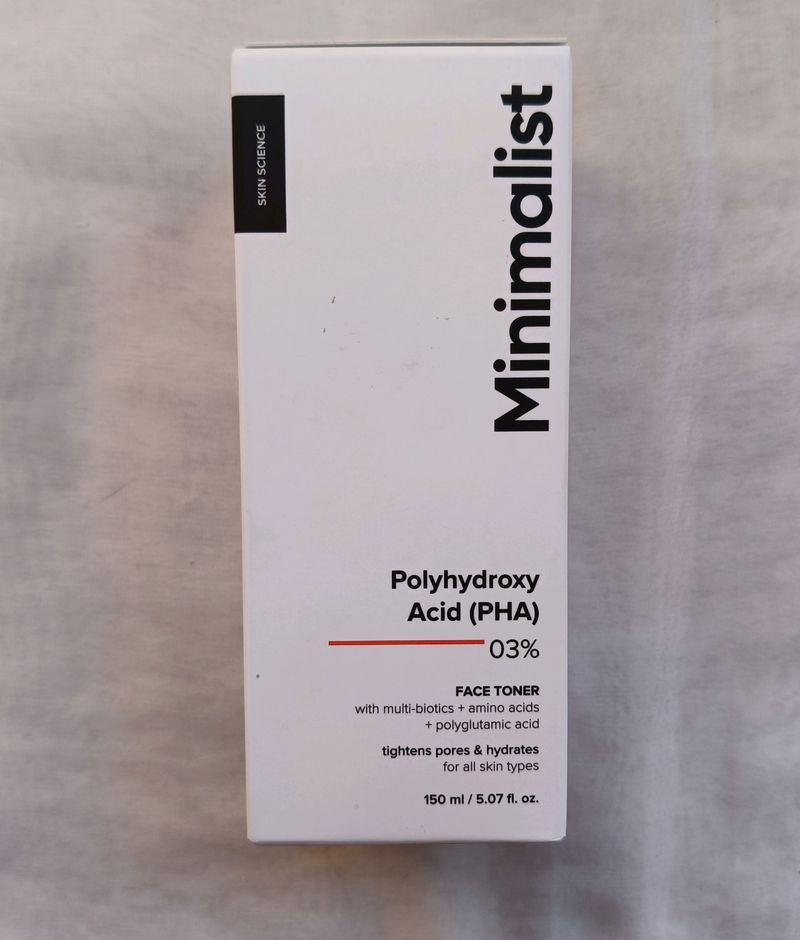 SKIN SCIENCE
Minimalist
Polyhydroxy
Acid (PHA)
03%
FACE TONER
with multi-biotics + amino acids
+ polyglutamic acid
tightens pores & hydrates
for all skin types
150 ml / 5.07 fl. oz.